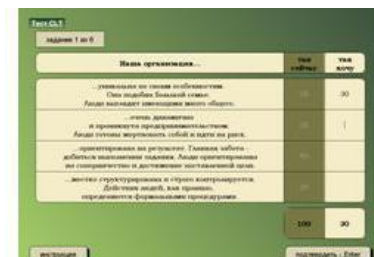 Тест CL1
задание 1 из 6
Наша организация...
так сейчас
так хочу
...уникальна по своим особенностям.
Она подобна большой семье.
Люди выглядят имеющими много общего.
30
...очень динамична
и проникнута предпринимательством.
Люди готовы жертвовать собой и идти на риск.
...ориентирована на результат. Главная забота -
добиться выполнения задания. Люди ориентированы
на соперничество и достижение поставленной цели.
...жестко структурирована и строго контролируется.
Действия людей, как правило,
определяются формальными процедурами.
100
30
инструкция
подтвердить - Enter